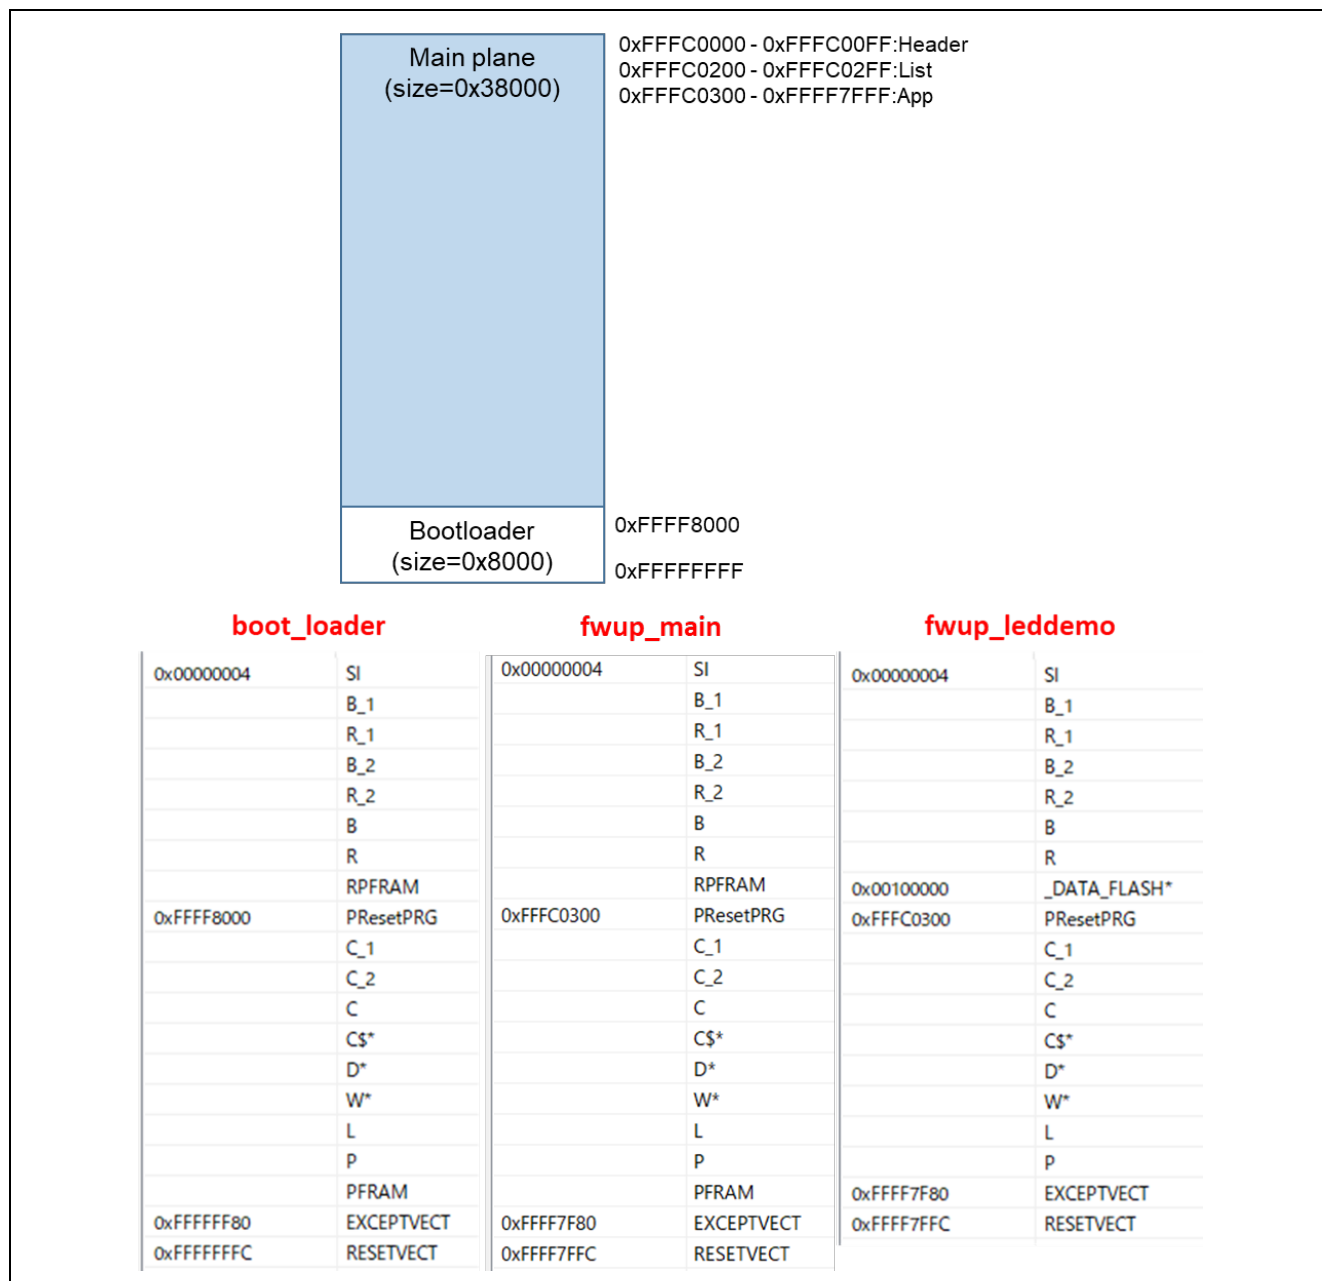 Main plane
(size=0x38000)
0xFFFC0000 - 0xFFFC00FF:Header
0xFFFC0200 - 0xFFFC02FF:List
0xFFFC0300 - 0xFFFF7FFF:App
Bootloader
(size=0x8000)
0xFFFF8000
0xFFFFFFFF
boot_loader
0x00000004 SI
B_1
R_1
B_2
R_2
B
R
RPFRAM
0xFFFF8000 PResetPRG
C_1
C_2
C
C$*
D*
W*
L
P
PFRAM
0xFFFFFF80 EXCEPTVECT
0xFFFFFFFC RESETVECT
fwup_main
0x00000004 SI
B_1
R_1
B_2
R_2
B
R
RPFRAM
0xFFFC0300 PResetPRG
C_1
C_2
C
C$*
D*
W*
L
P
PFRAM
0xFFFF7F80 EXCEPTVECT
0xFFFF7FFC RESETVECT
fwup_leddemo
0x00000004 SI
B_1
R_1
B_2
R_2
B
R
0x00100000 _DATA_FLASH*
0xFFFC0300 PResetPRG
C_1
C_2
C
C$*
D*
W*
L
P
0xFFFF7F80 EXCEPTVECT
0xFFFF7FFC RESETVECT